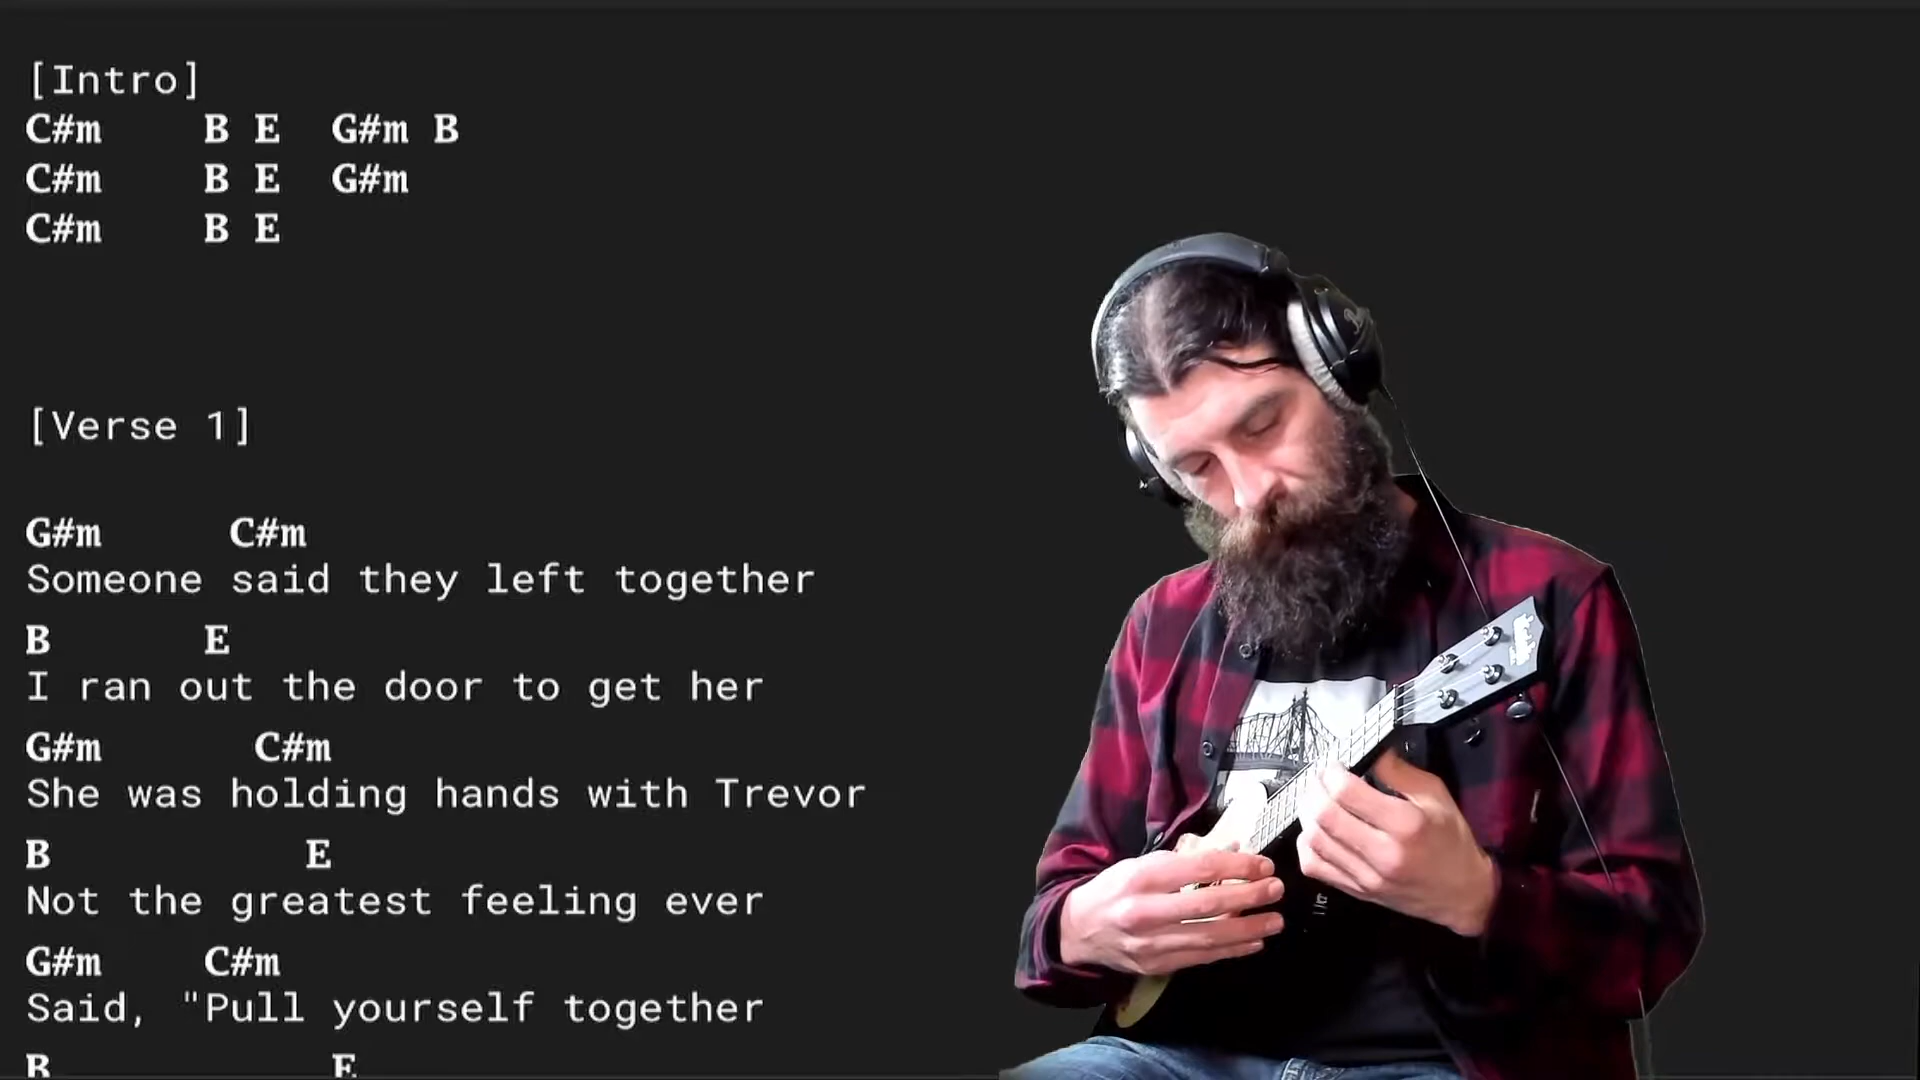 [Intro]
C#m B E G#m B
C#m B E G#m
C#m B E
[Verse 1]
G#m C#m
Someone said they left together
B E
I ran out the door to get her
G#m C#m
She was holding hands with Trevor
B E
Not the greatest feeling ever
G#m C#m
Said, "Pull yourself together
B E